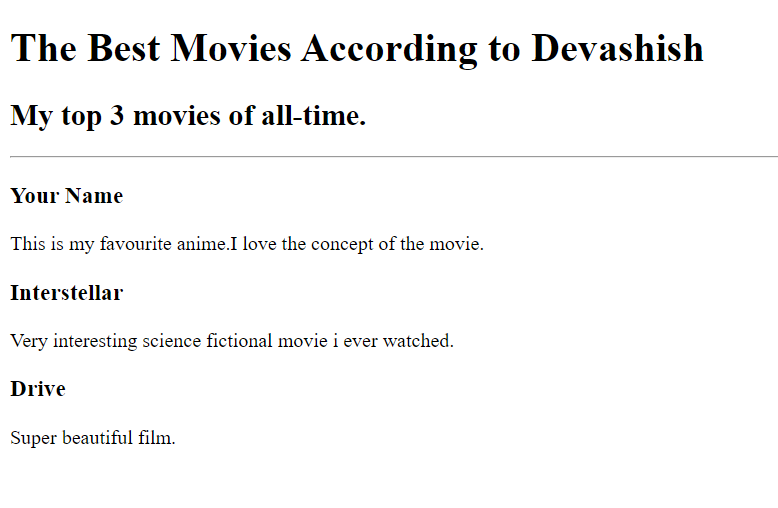 The Best Movies According to Devashish
My top 3 movies of all-time.
Your Name
This is my favourite anime.I love the concept of the movie.
Interstellar
Very interesting science fictional movie i ever watched.
Drive
Super beautiful film.